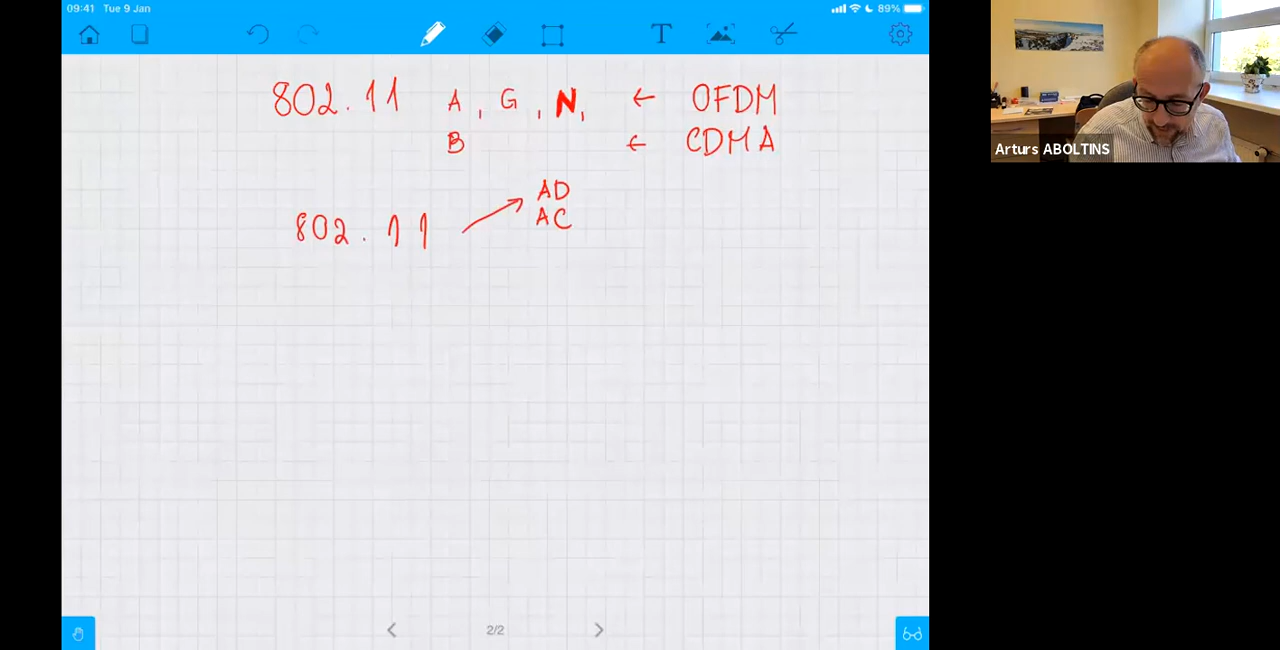 09:41 Tue 9 Jan 89%
T
802.11 A, G, N, ← OFDM
B ← CDMA
802.11 → AD
AC
2/2
Arturs ABOLTINS